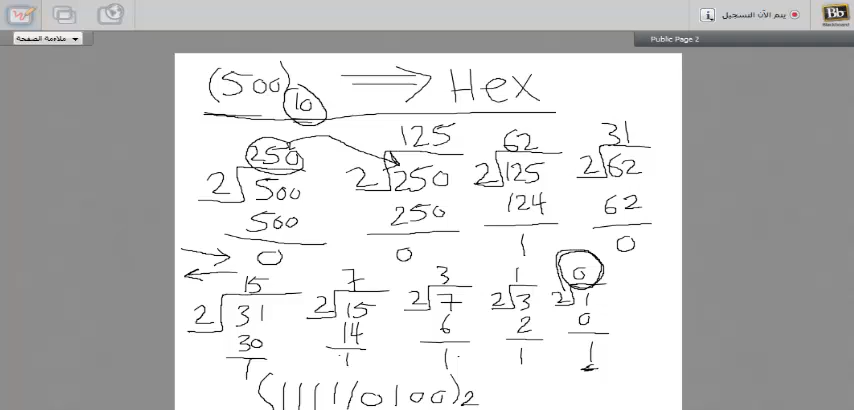 يتم الآن التسجيل
Bb
Blackboard
ملاءمة الصفحة
Public Page 2
(500)10 ⟹ Hex
250 125 62 31
2 500 2 250 2 125 2 62
500 250 124 62
0 0 1 0
15 7 3 1 0
2 31 2 15 2 7 2 3 2 1
30 14 6 2 0
1 1 1 1 1
(111110100)2